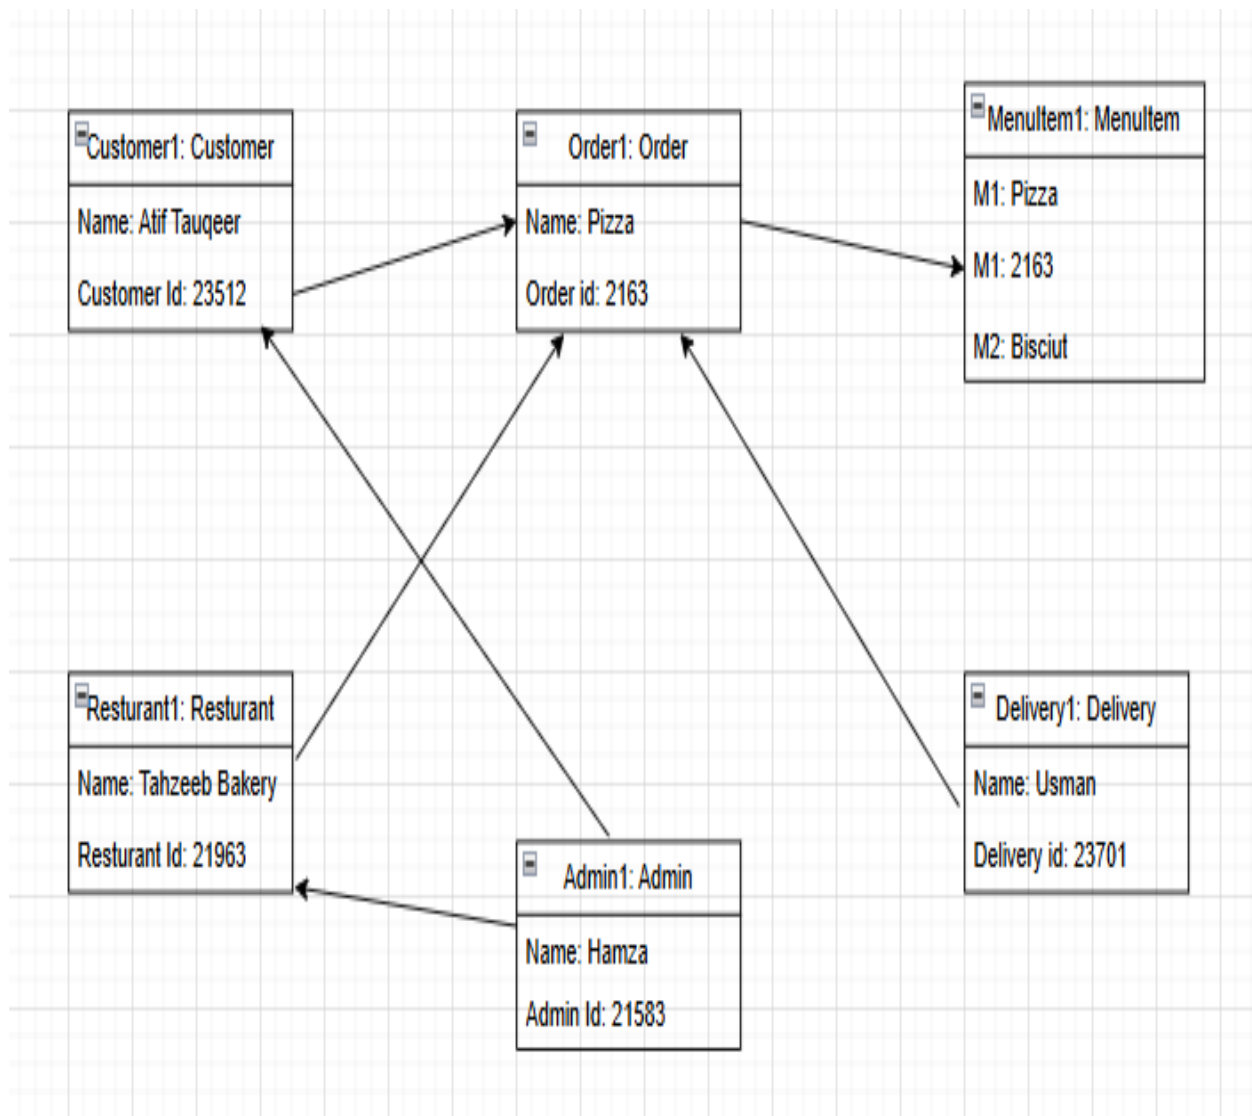 Customer1: Customer
Name: Atif Tauqeer
Customer Id: 23512
Order1: Order
Name: Pizza
Order id: 2163
MenuItem1: MenuItem
M1: Pizza
M1: 2163
M2: Bisciut
Resturant1: Resturant
Name: Tahzeeb Bakery
Resturant Id: 21963
Admin1: Admin
Name: Hamza
Admin Id: 21583
Delivery1: Delivery
Name: Usman
Delivery id: 23701